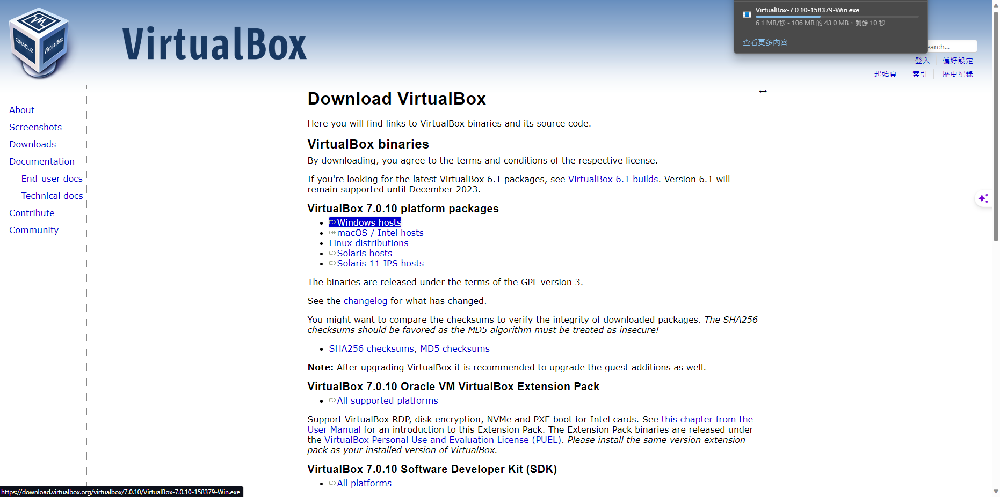 ORACLE
VirtualBox
VirtualBox
VirtualBox-7.0.10-158379-Win.exe
6.1 MB/秒 - 106 MB 的 43.0 MB，剩餘 10 秒
查看更多內容
earch...
登入 偏好設定
起始頁 索引 歷史紀錄
About
Screenshots
Downloads
Documentation
End-user docs
Technical docs
Contribute
Community
Download VirtualBox
Here you will find links to VirtualBox binaries and its source code.
VirtualBox binaries
By downloading, you agree to the terms and conditions of the respective license.
If you're looking for the latest VirtualBox 6.1 packages, see VirtualBox 6.1 builds. Version 6.1 will
remain supported until December 2023.
VirtualBox 7.0.10 platform packages
Windows hosts
macOS / Intel hosts
Linux distributions
Solaris hosts
Solaris 11 IPS hosts
The binaries are released under the terms of the GPL version 3.
See the changelog for what has changed.
You might want to compare the checksums to verify the integrity of downloaded packages. The SHA256
checksums should be favored as the MD5 algorithm must be treated as insecure!
SHA256 checksums, MD5 checksums
Note: After upgrading VirtualBox it is recommended to upgrade the guest additions as well.
VirtualBox 7.0.10 Oracle VM VirtualBox Extension Pack
All supported platforms
Support VirtualBox RDP, disk encryption, NVMe and PXE boot for Intel cards. See this chapter from the
User Manual for an introduction to this Extension Pack. The Extension Pack binaries are released under
the VirtualBox Personal Use and Evaluation License (PUEL). Please install the same version extension
pack as your installed version of VirtualBox.
VirtualBox 7.0.10 Software Developer Kit (SDK)
All platforms
https://download.virtualbox.org/virtualbox/7.0.10/VirtualBox-7.0.10-158379-Win.exe